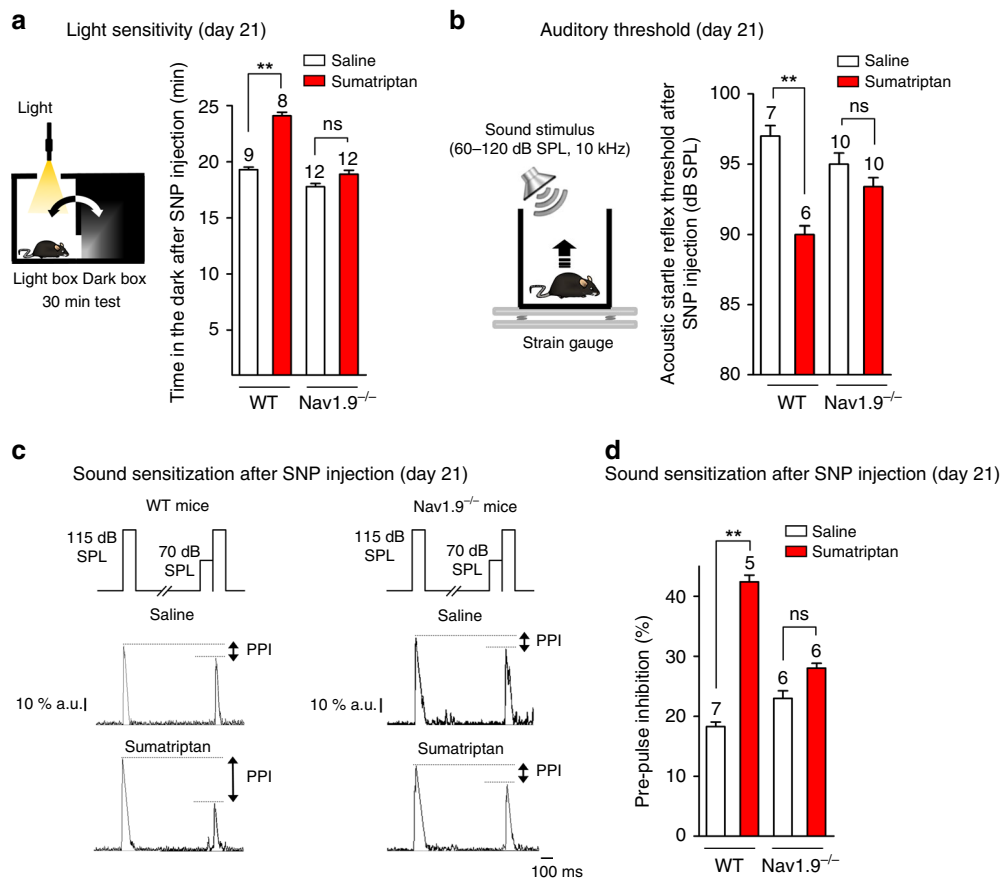 a
Light sensitivity (day 21)
Saline
Sumatriptan
Light
Light box Dark box
30 min test
Time in the dark after SNP injection (min)
25
20
15
10
5
**
ns
9
8
12
12
WT
Nav1.9–/–
b
Auditory threshold (day 21)
Saline
Sumatriptan
Sound stimulus
(60–120 dB SPL, 10 kHz)
Strain gauge
Acoustic startle reflex threshold after
SNP injection (dB SPL)
100
95
90
85
80
**
ns
7
6
10
10
WT
Nav1.9–/–
c
Sound sensitization after SNP injection (day 21)
WT mice
115 dB
SPL
70 dB
SPL
Saline
PPI
10 % a.u.
Sumatriptan
PPI
Nav1.9–/– mice
115 dB
SPL
70 dB
SPL
Saline
PPI
10 % a.u.
Sumatriptan
PPI
100 ms
d
Sound sensitization after SNP injection (day 21)
Saline
Sumatriptan
Pre-pulse inhibition (%)
40
30
20
10
0
**
ns
7
5
6
6
WT
Nav1.9–/–